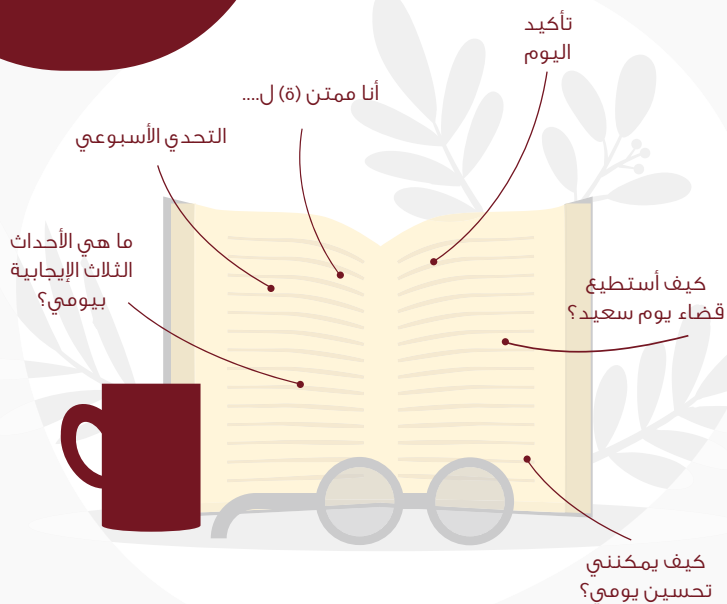 تأكيد
اليوم
أنا ممتن (ة) ل....
التحدي الأسبوعي
ما هي الأحداث
الثلاث الإيجابية
بيومي؟
كيف أستطيع
قضاء يوم سعيد؟
كيف يمكنني
تحسين يومي؟